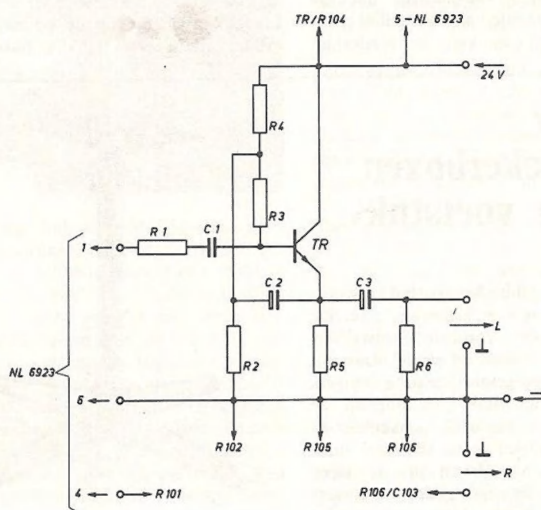 TR/R104
5-NL 6923
24V
R4
R3
R1
C1
TR
1
C2
C3
L
NL 6923
R2
R5
R6
6
R102
R105
R106
4
R101
R
R106/C103